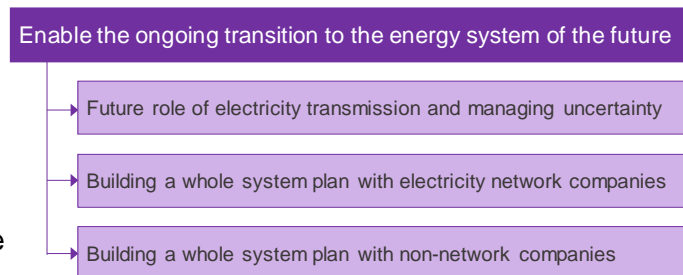 Enable the ongoing transition to the energy system of the future
Future role of electricity transmission and managing uncertainty
Building a whole system plan with electricity network companies
e
Building a whole system plan with non-network companies